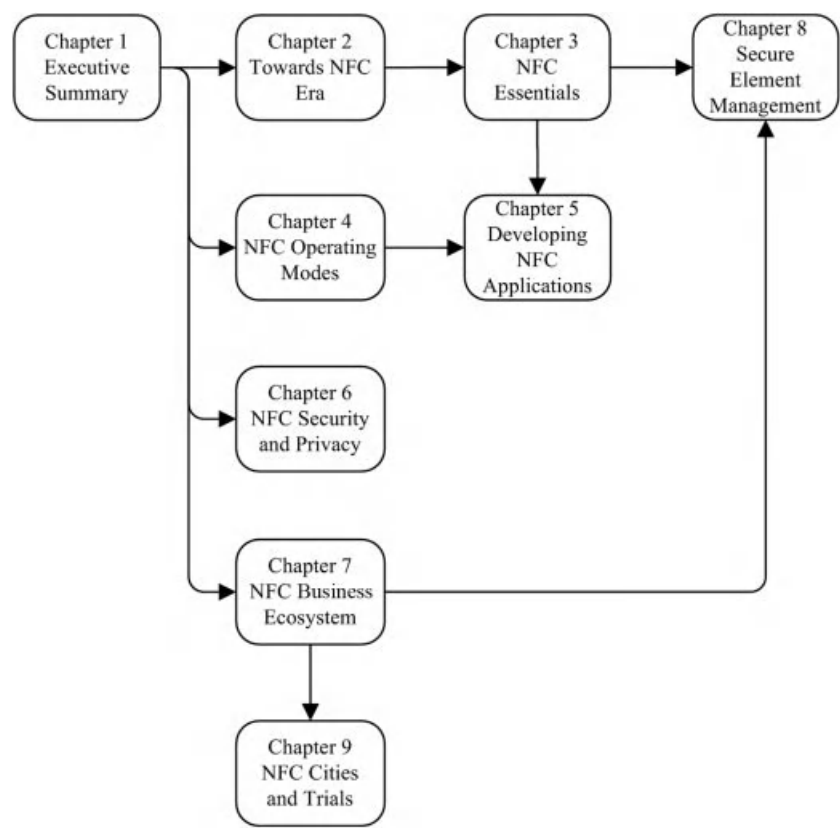 Chapter 1
Executive
Summary
Chapter 2
Towards NFC
Era
Chapter 3
NFC
Essentials
Chapter 8
Secure
Element
Management
Chapter 4
NFC Operating
Modes
Chapter 5
Developing
NFC
Applications
Chapter 6
NFC Security
and Privacy
Chapter 7
NFC Business
Ecosystem
Chapter 9
NFC Cities
and Trials